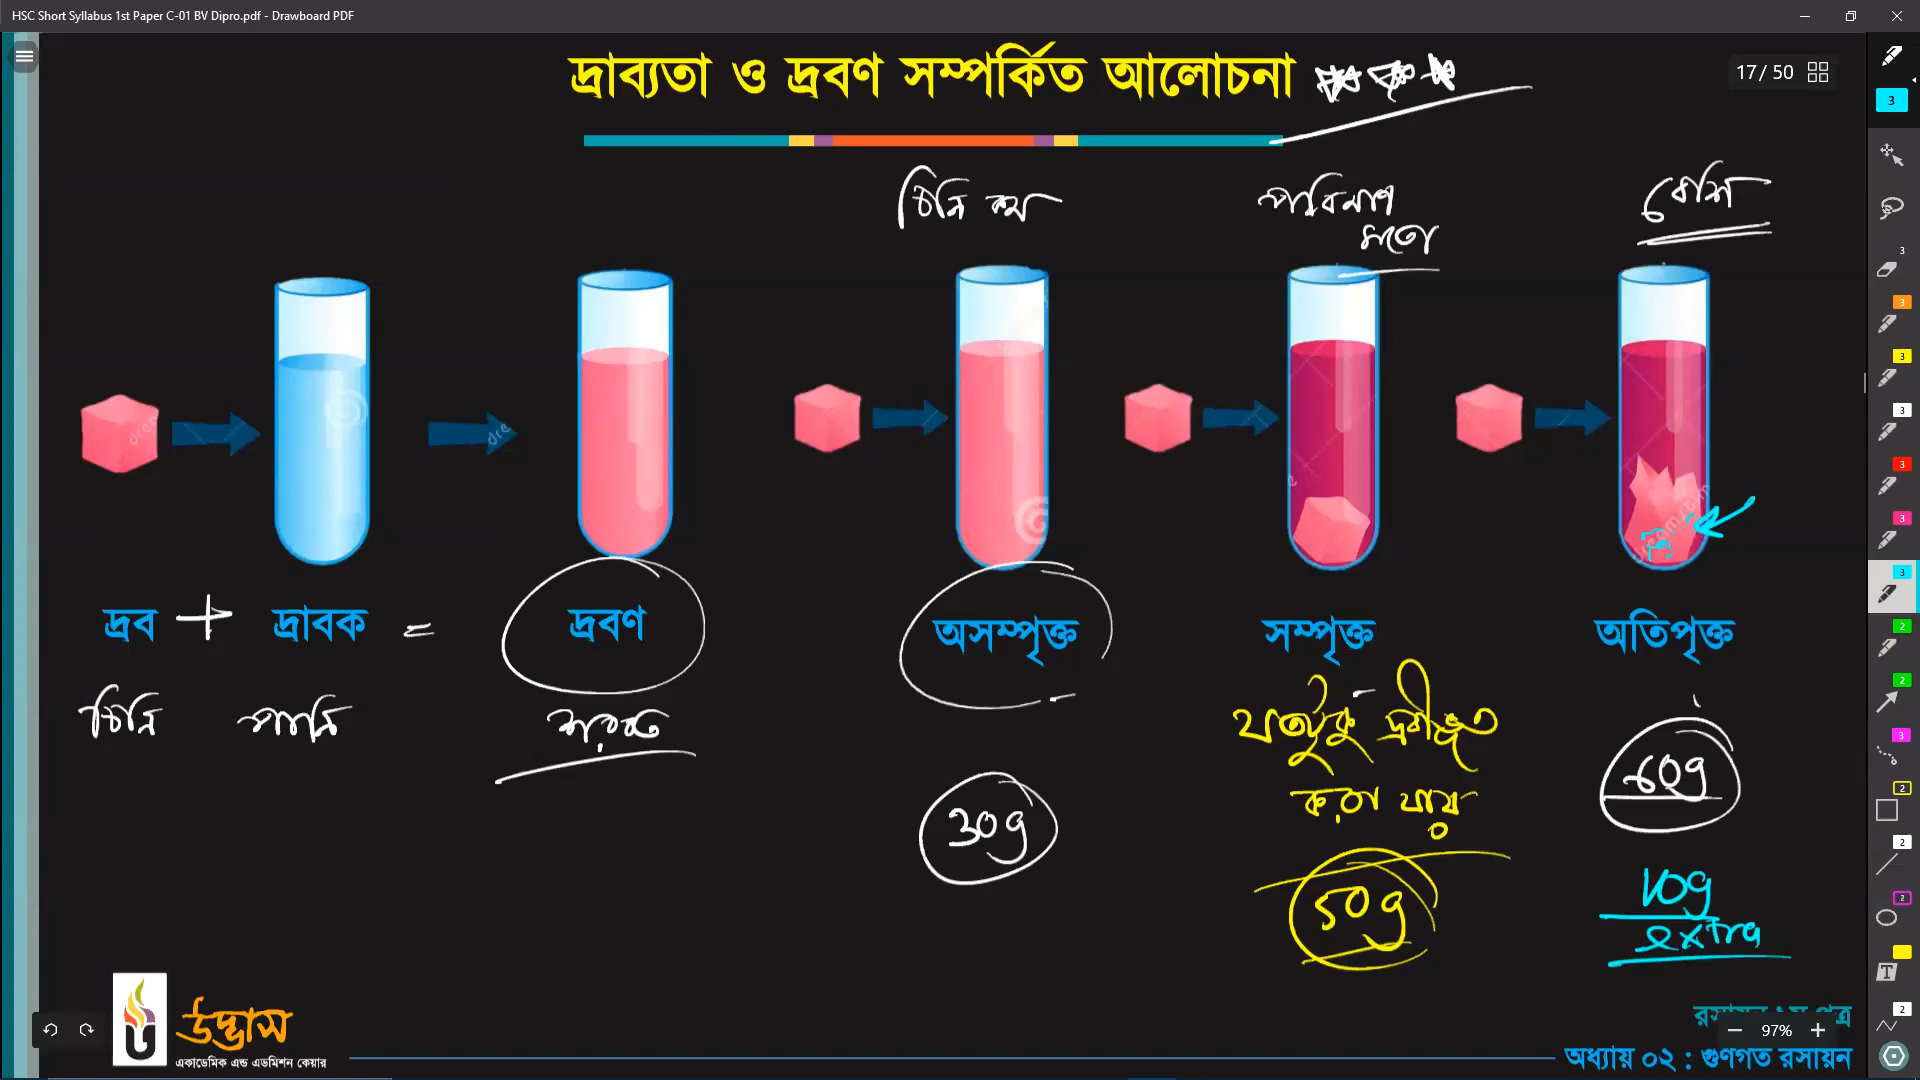 HSC Short Syllabus 1st Paper C-01 BV Dipro.pdf - Drawboard PDF
দ্রাব্যতা ও দ্রবণ সম্পর্কিত আলোচনা
17 / 50
চিনি কম
পরিমাণ
মতো
বেশি
দ্রব + দ্রাবক = দ্রবণ
অসম্পৃক্ত
সম্পৃক্ত
অতিপৃক্ত
চিনি
পানি
শরবত
যতটুকু দ্রবীভূত
করা যায়
30g
50g
60g
10g
extra
উদ্ভাস
একাডেমিক এন্ড এডমিশন কেয়ার
97%
অধ্যায় ০২ : গুণগত রসায়ন